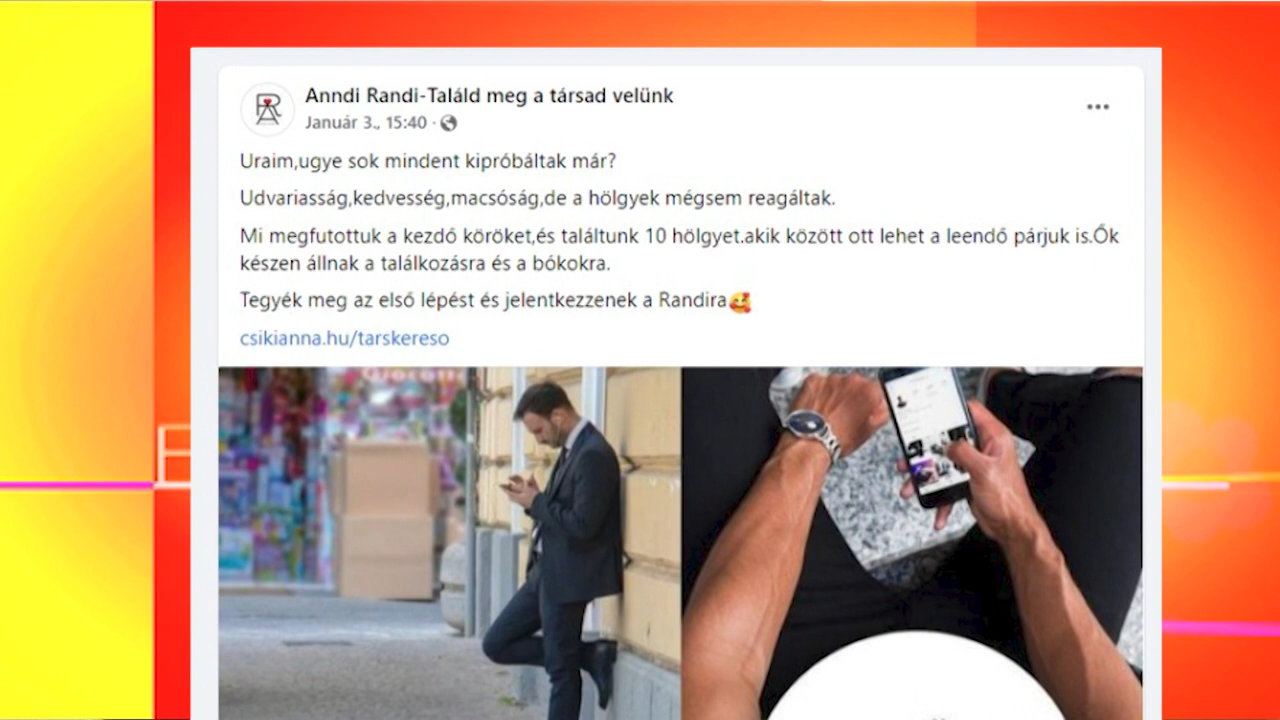 Anndi Randi-Találd meg a társad velünk
Január 3., 15:40 ·
Uraim,ugye sok mindent kipróbáltak már?
Udvariasság,kedvesség,macsóság,de a hölgyek mégsem reagáltak.
Mi megfutottuk a kezdő köröket,és találtunk 10 hölgyet.akik között ott lehet a leendő párjuk is.Ők
készen állnak a találkozásra és a bókokra.
Tegyék meg az első lépést és jelentkezzenek a Randira🥰
csikianna.hu/tarskereso